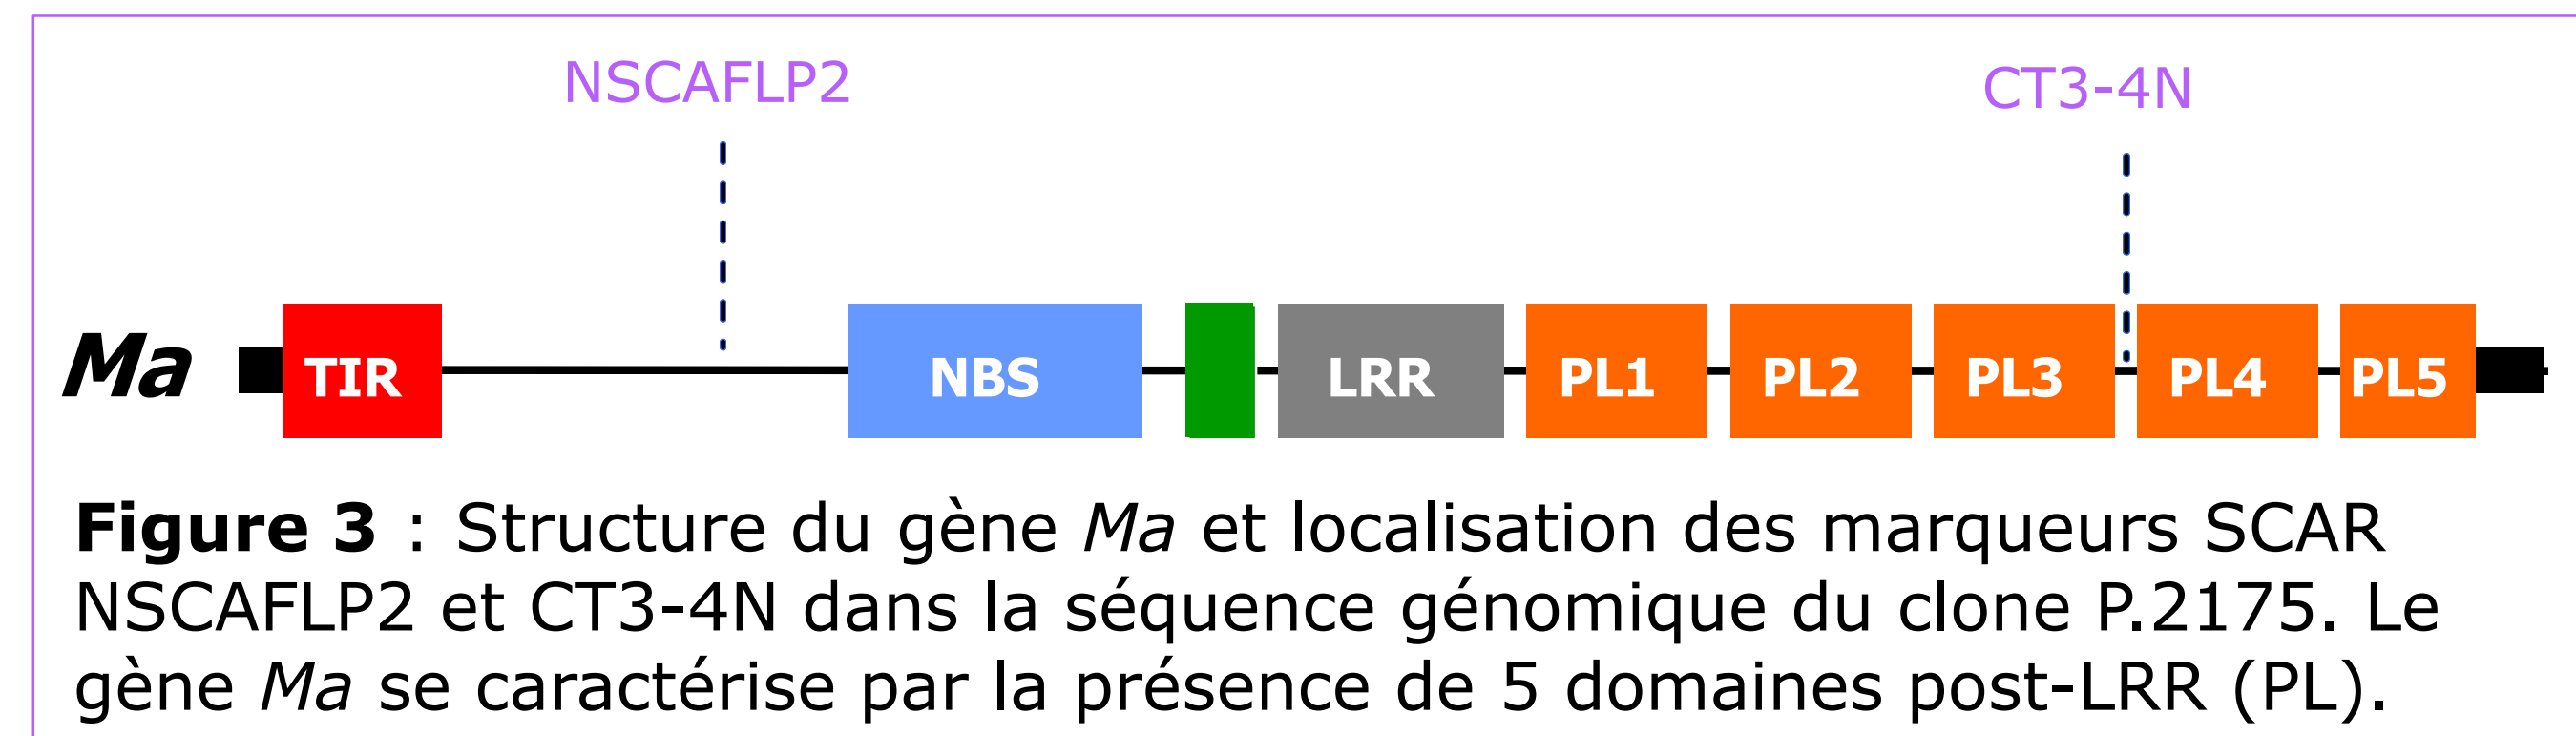 NSCAFLP2 CT3-4N
Ma TIR NBS LRR PL1 PL2 PL3 PL4 PL5
Figure 3 : Structure du gène Ma et localisation des marqueurs SCAR
NSCAFLP2 et CT3-4N dans la séquence génomique du clone P.2175. Le
gène Ma se caractérise par la présence de 5 domaines post-LRR (PL).